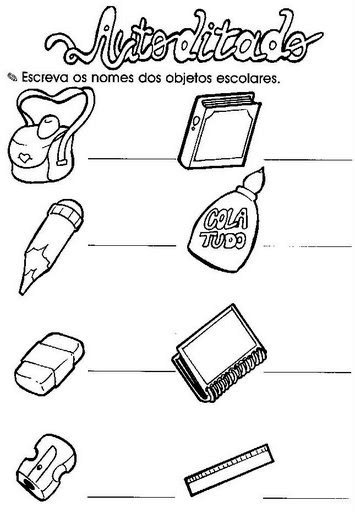 Autoditado
✎ Escreva os nomes dos objetos escolares.
COLA
TUDO